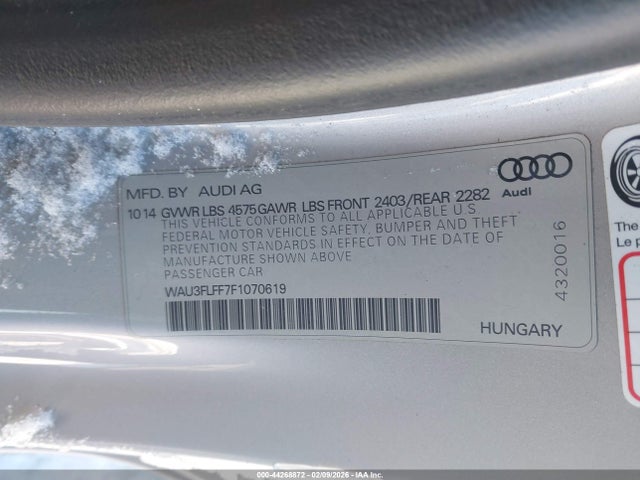 MFD. BY AUDI AG
Audi
10 14 GVWR LBS 4575 GAWR LBS FRONT 2403/REAR 2282
THIS VEHICLE CONFORMS TO ALL APPLICABLE U.S.
FEDERAL MOTOR VEHICLE SAFETY, BUMPER AND THEFT
PREVENTION STANDARDS IN EFFECT ON THE DATE OF
MANUFACTURE SHOWN ABOVE
PASSENGER CAR
WAU3FLFF7F1070619
HUNGARY
4320016
The
Le p
000-44268872 - 02/09/2026 - IAAI: US